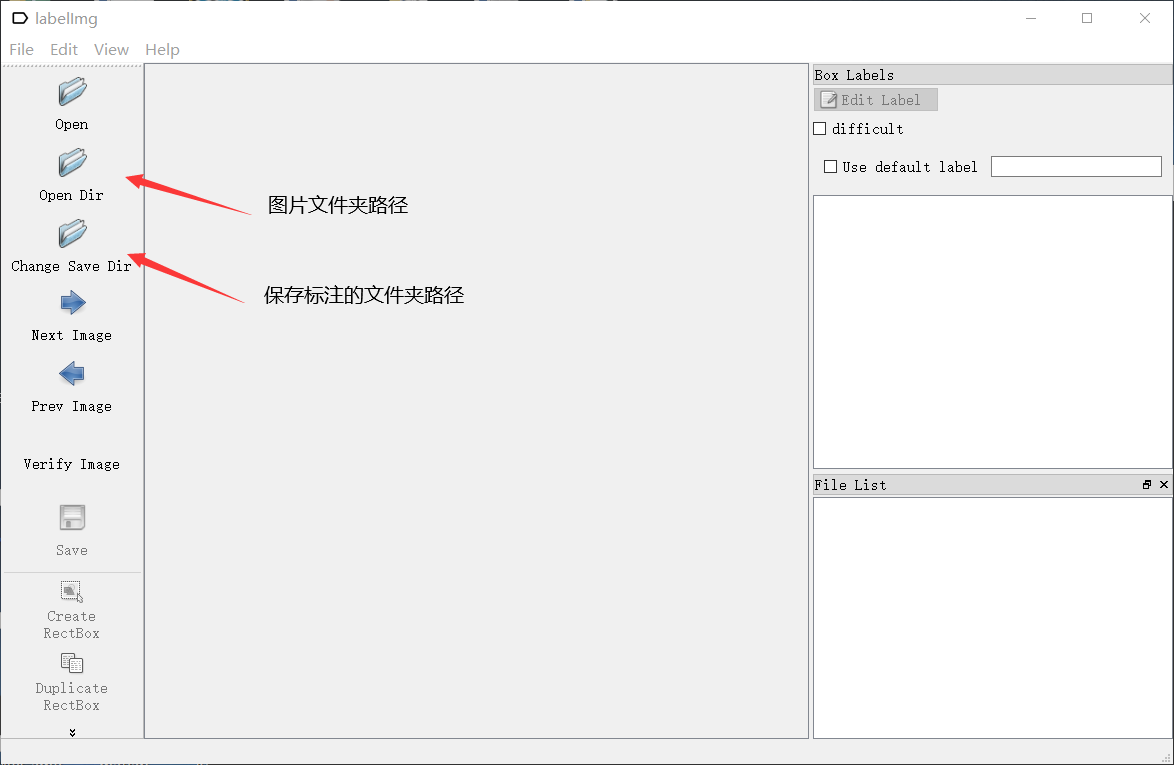 labelImg
File Edit View Help
Open
Open Dir
Change Save Dir
Next Image
Prev Image
Verify Image
Save
Create
RectBox
Duplicate
RectBox
图片文件夹路径
保存标注的文件夹路径
Box Labels
Edit Label
difficult
Use default label
File List